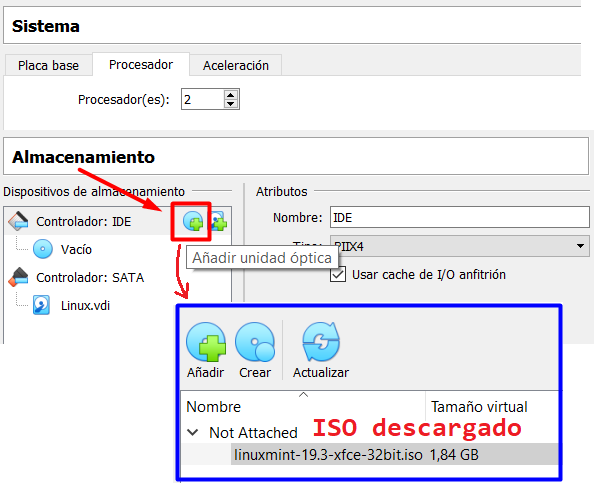 Sistema
Placa base
Procesador
Aceleración
Procesador(es): 2
Almacenamiento
Dispositivos de almacenamiento
Atributos
Controlador: IDE
Nombre: IDE
Vacío
Tipo: PIIX4
Añadir unidad óptica
Controlador: SATA
Usar cache de I/O anfitrión
Linux.vdi
Añadir
Crear
Actualizar
Nombre
Tamaño virtual
Not Attached
ISO descargado
linuxmint-19.3-xfce-32bit.iso 1,84 GB